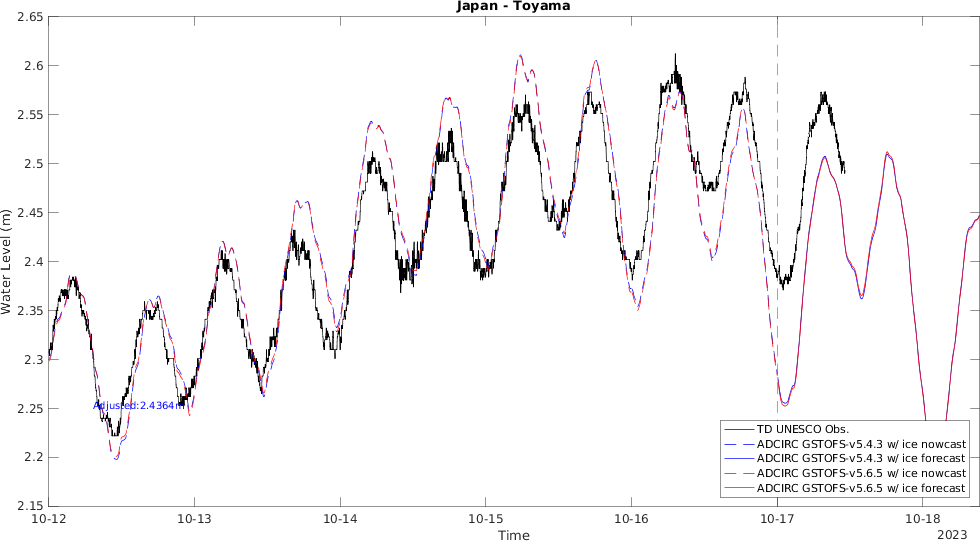 Japan - Toyama
2.65
2.6
2.55
2.5
2.45
2.4
2.35
2.3
2.25
2.2
2.15
Water Level (m)
Adjusted:2.4364m
TD UNESCO Obs.
ADCIRC GSTOFS-v5.4.3 w/ ice nowcast
ADCIRC GSTOFS-v5.4.3 w/ ice forecast
ADCIRC GSTOFS-v5.6.5 w/ ice nowcast
ADCIRC GSTOFS-v5.6.5 w/ ice forecast
10-12 10-13 10-14 10-15 10-16 10-17 10-18
Time
2023